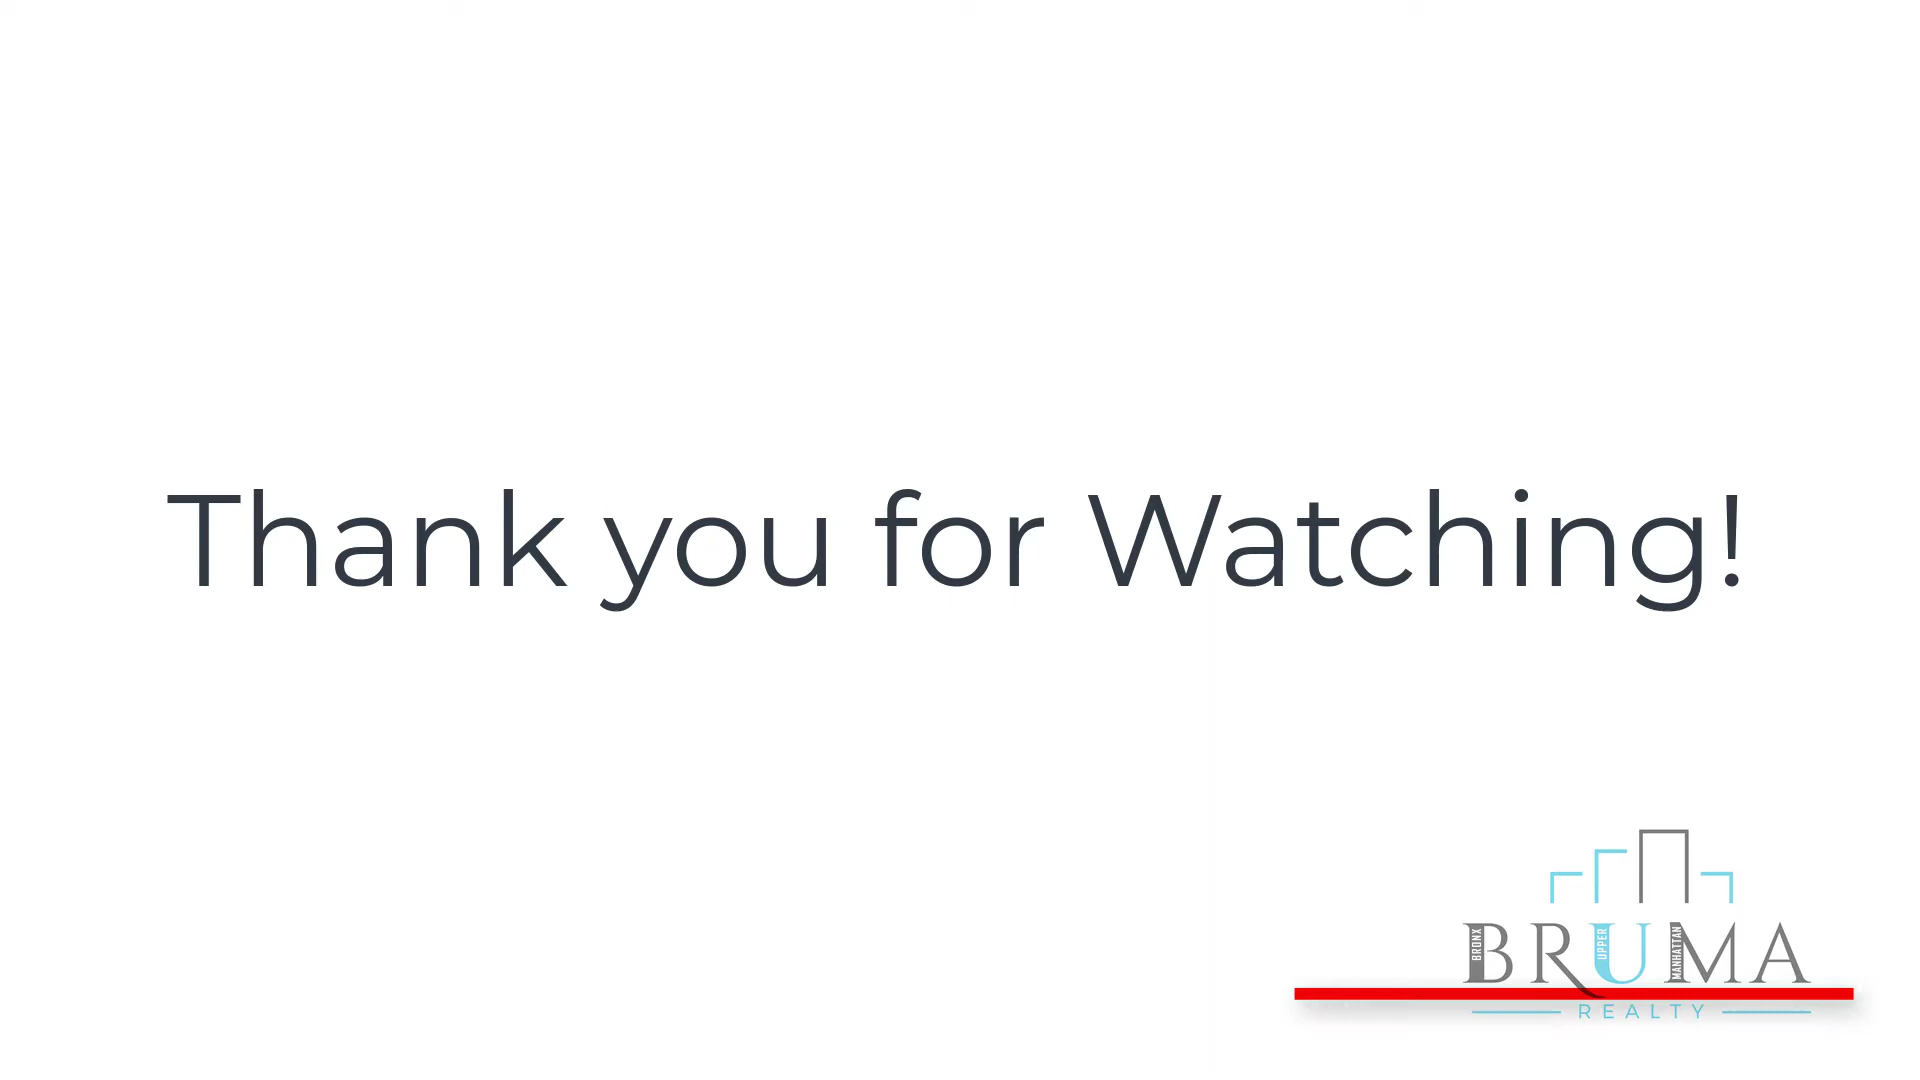 Thank you for Watching!
BRONX
UPPER
MANHATTAN
BRUMA
REALTY